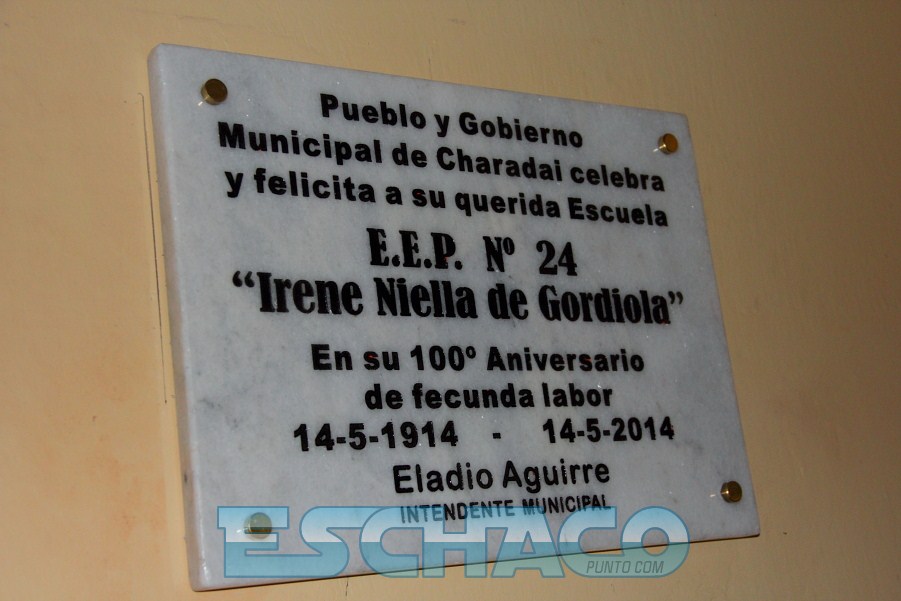 Pueblo y Gobierno
Municipal de Charadai celebra
y felicita a su querida Escuela
E.E.P. Nº 24
“Irene Niella de Gordiola”
En su 100º Aniversario
de fecunda labor
14-5-1914 - 14-5-2014
Eladio Aguirre
INTENDENTE MUNICIPAL
ESCHACO
PUNTO COM